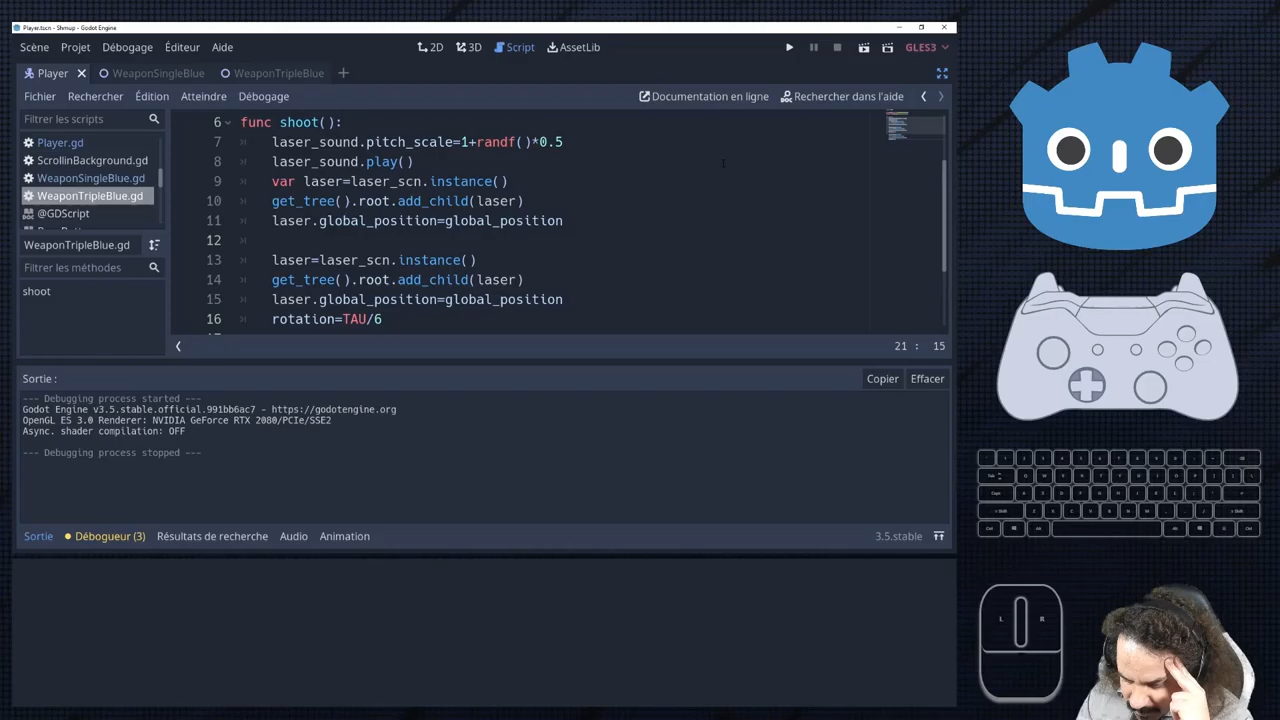 Player.tscn - Shmup - Godot Engine
Scène Projet Débogage Éditeur Aide
2D 3D Script AssetLib
GLES3
Player WeaponSingleBlue WeaponTripleBlue
Fichier Rechercher Édition Atteindre Débogage
Documentation en ligne Rechercher dans l'aide
Filtrer les scripts
Player.gd
ScrollinBackground.gd
WeaponSingleBlue.gd
WeaponTripleBlue.gd
@GDScript
WeaponTripleBlue.gd
Filtrer les méthodes
shoot
6 func shoot():
7 laser_sound.pitch_scale=1+randf()*0.5
8 laser_sound.play()
9 var laser=laser_scn.instance()
10 get_tree().root.add_child(laser)
11 laser.global_position=global_position
12
13 laser=laser_scn.instance()
14 get_tree().root.add_child(laser)
15 laser.global_position=global_position
16 rotation=TAU/6
21 : 15
Sortie :
Copier Effacer
--- Debugging process started ---
Godot Engine v3.5.stable.official.991bb6ac7 - https://godotengine.org
OpenGL ES 3.0 Renderer: NVIDIA GeForce RTX 2080/PCIe/SSE2
Async. shader compilation: OFF
--- Debugging process stopped ---
Sortie Débogueur (3) Résultats de recherche Audio Animation
3.5.stable
L R